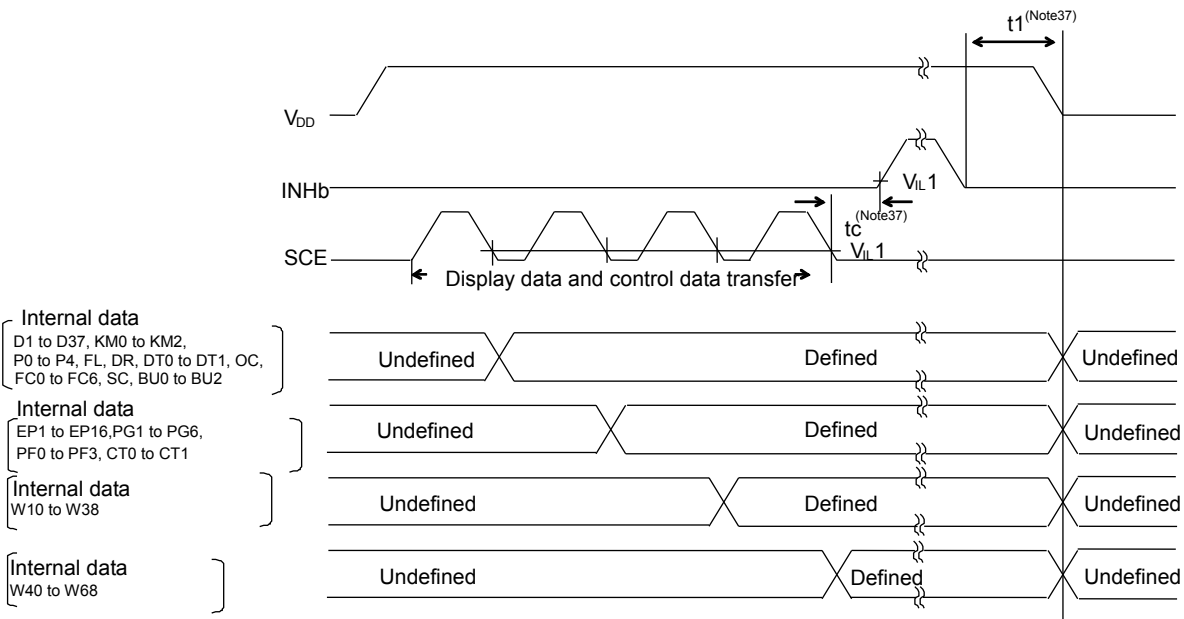 t1(Note37)
VDD
INHb
VIL1
tc(Note37)
SCE
VIL1
Display data and control data transfer
Internal data
D1 to D37, KM0 to KM2,
P0 to P4, FL, DR, DT0 to DT1, OC,
FC0 to FC6, SC, BU0 to BU2
Undefined
Defined
Undefined
Internal data
EP1 to EP16,PG1 to PG6,
PF0 to PF3, CT0 to CT1
Undefined
Defined
Undefined
Internal data
W10 to W38
Undefined
Defined
Undefined
Internal data
W40 to W68
Undefined
Defined
Undefined